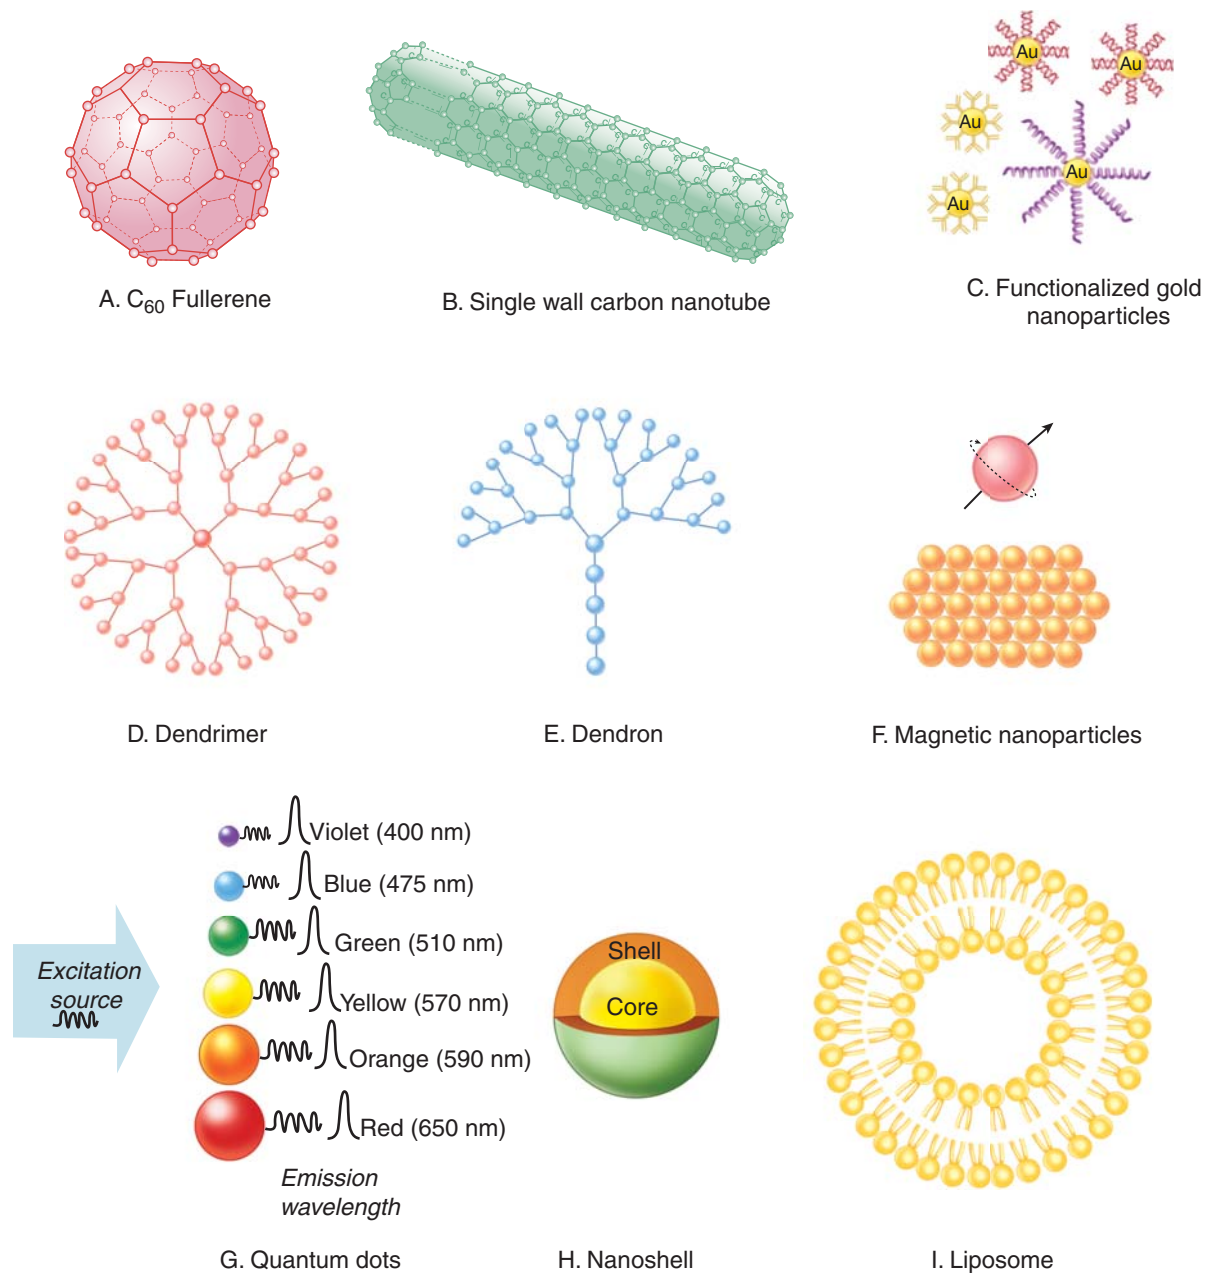 Au
Au
Au
Au
Au
A. C60 Fullerene
B. Single wall carbon nanotube
C. Functionalized gold
nanoparticles
D. Dendrimer
E. Dendron
F. Magnetic nanoparticles
Excitation
source
Violet (400 nm)
Blue (475 nm)
Green (510 nm)
Yellow (570 nm)
Orange (590 nm)
Red (650 nm)
Emission
wavelength
Shell
Core
G. Quantum dots
H. Nanoshell
I. Liposome